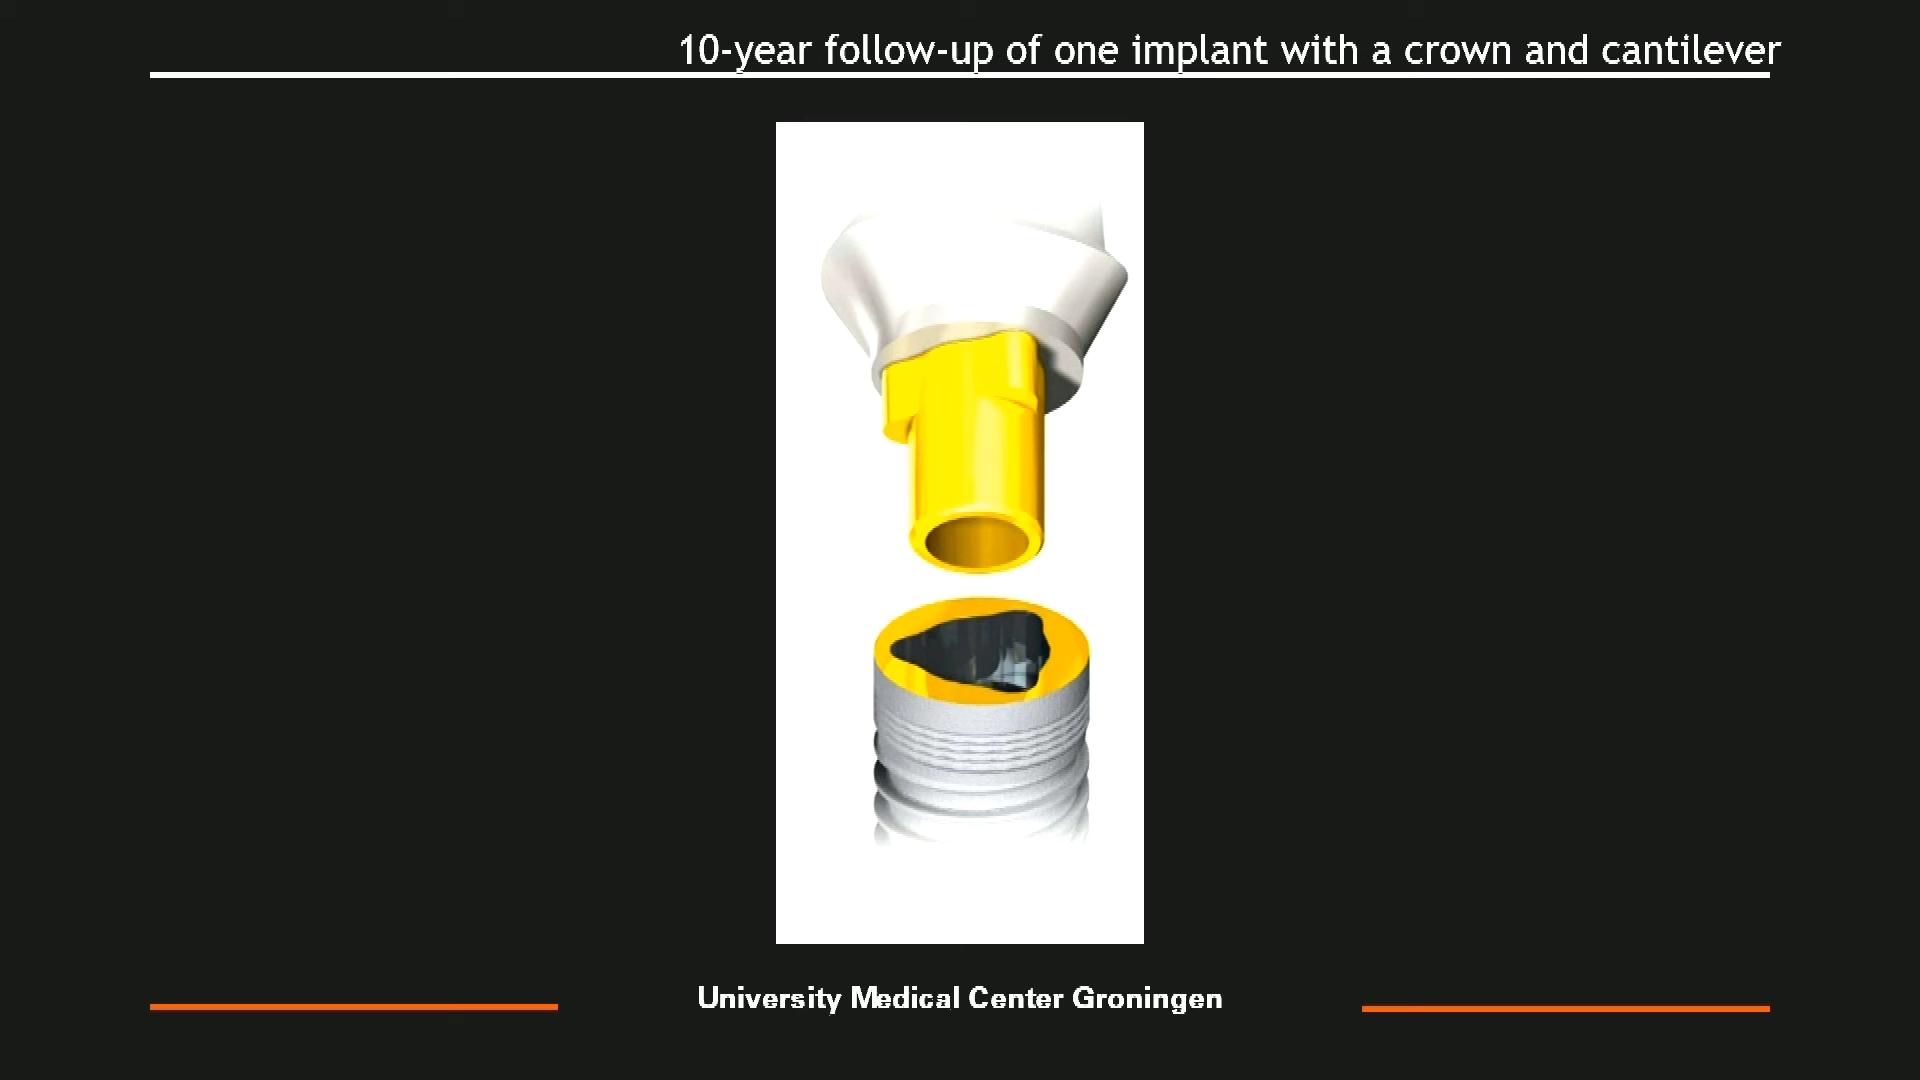 10-year follow-up of one implant with a crown and cantilever
University Medical Center Groningen